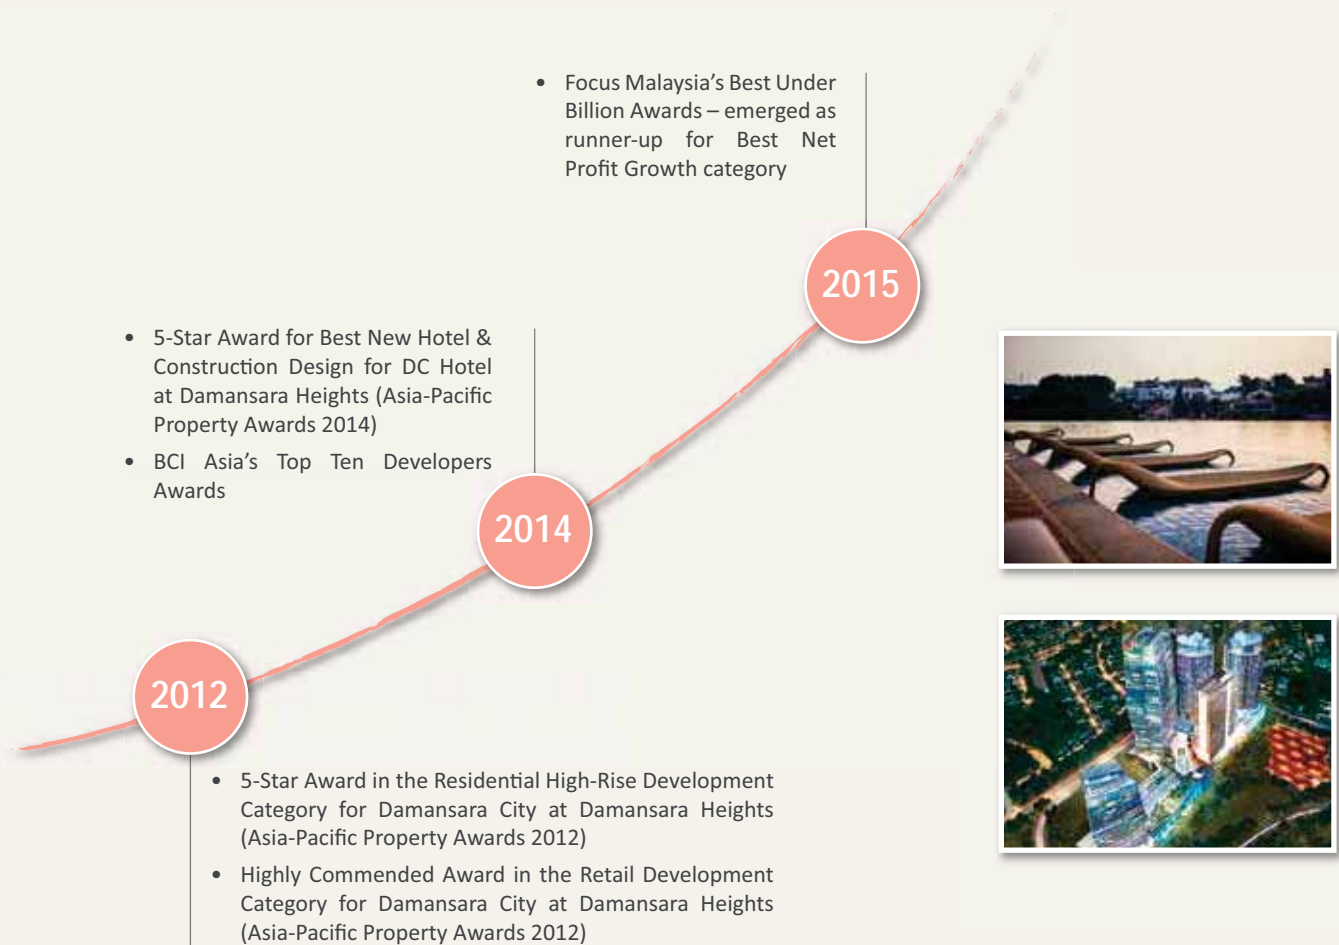 • Focus Malaysia’s Best Under
Billion Awards – emerged as
runner-up for Best Net
Profit Growth category
2015
• 5-Star Award for Best New Hotel &
Construction Design for DC Hotel
at Damansara Heights (Asia-Pacific
Property Awards 2014)
• BCI Asia’s Top Ten Developers
Awards
2014
2012
• 5-Star Award in the Residential High-Rise Development
Category for Damansara City at Damansara Heights
(Asia-Pacific Property Awards 2012)
• Highly Commended Award in the Retail Development
Category for Damansara City at Damansara Heights
(Asia-Pacific Property Awards 2012)